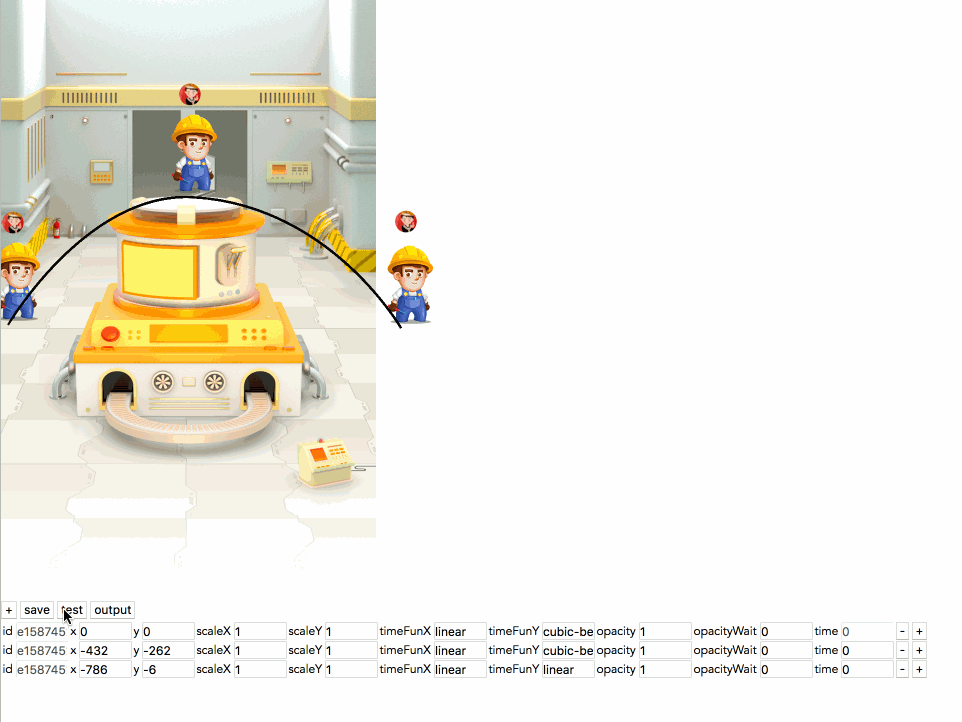 + save test output
id e158745 x 0 y 0 scaleX 1 scaleY 1 timeFunX linear timeFunY cubic-be opacity 1 opacityWait 0 time 0 - +
id e158745 x -432 y -262 scaleX 1 scaleY 1 timeFunX linear timeFunY cubic-be opacity 1 opacityWait 0 time 0 - +
id e158745 x -786 y -6 scaleX 1 scaleY 1 timeFunX linear timeFunY linear opacity 1 opacityWait 0 time 0 - +